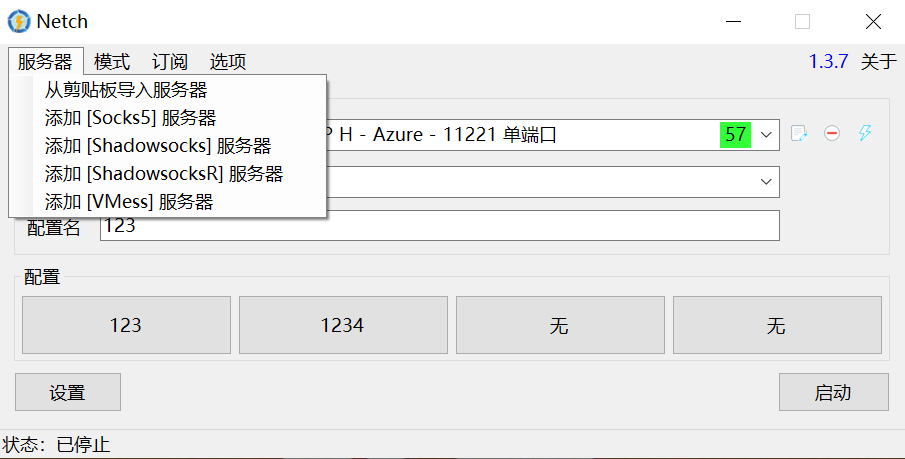 Netch
服务器 模式 订阅 选项 1.3.7 关于
从剪贴板导入服务器
添加 [Socks5] 服务器
P H - Azure - 11221 单端口 57
添加 [Shadowsocks] 服务器
添加 [ShadowsocksR] 服务器
添加 [VMess] 服务器
配置名 123
配置
123 1234 无 无
设置 启动
状态：已停止